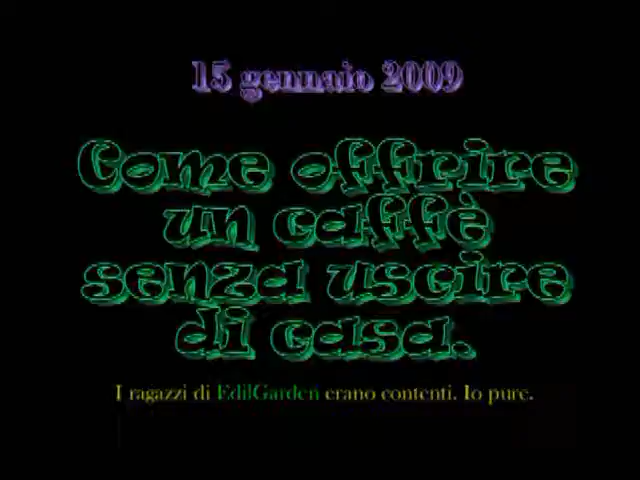 15 gennaio 2009
Come offrire
un caffè
senza uscire
di casa.
I ragazzi di EdilGarden erano contenti. Io pure.